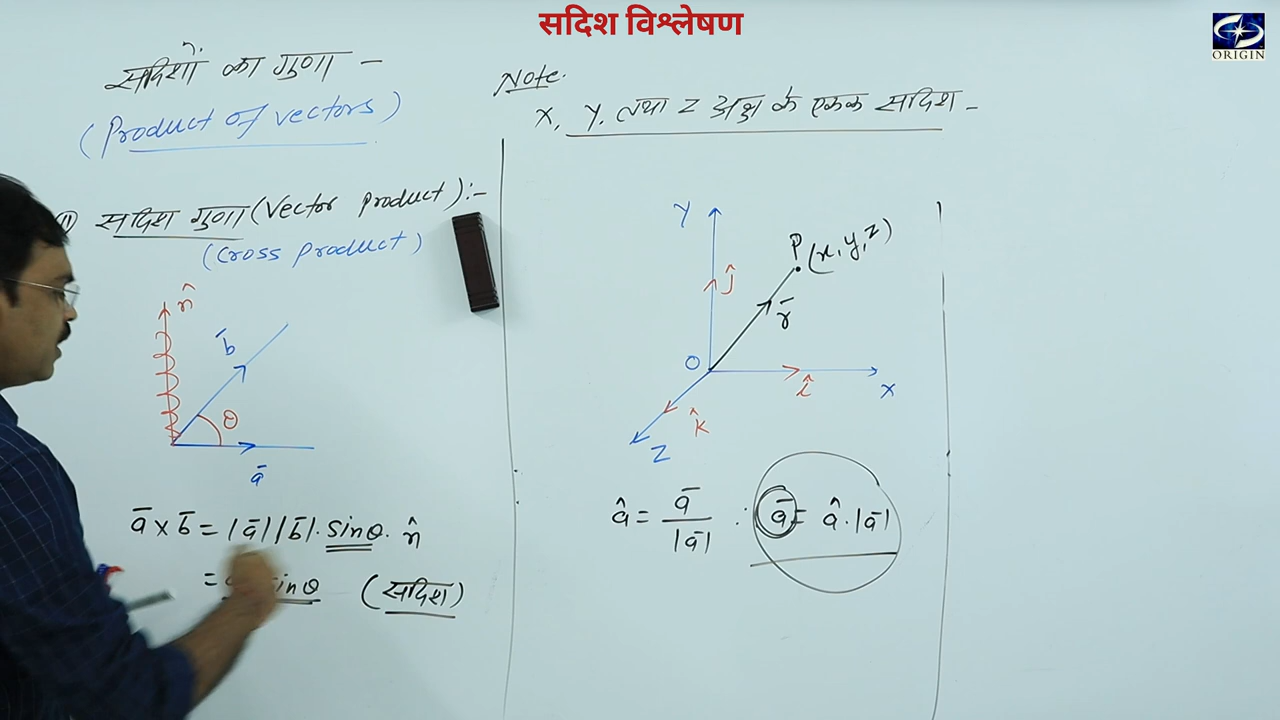 सदिश विश्लेषण
ORIGIN
सदिशों का गुणा -
(Product of vectors)
सदिश गुणा (Vector Product):-
(Cross product)
n̂
b̄
θ
ā
ā × b̄ = |ā| |b̄|. sinθ. n̂
= sinθ (सदिश)
Note.
X, Y, तथा Z अक्ष के एकक सदिश -
Y
P (x, y, z)
ĵ
r̄
O
î
X
k̂
Z
â = ā / |ā| ∴ ā = â . |ā|